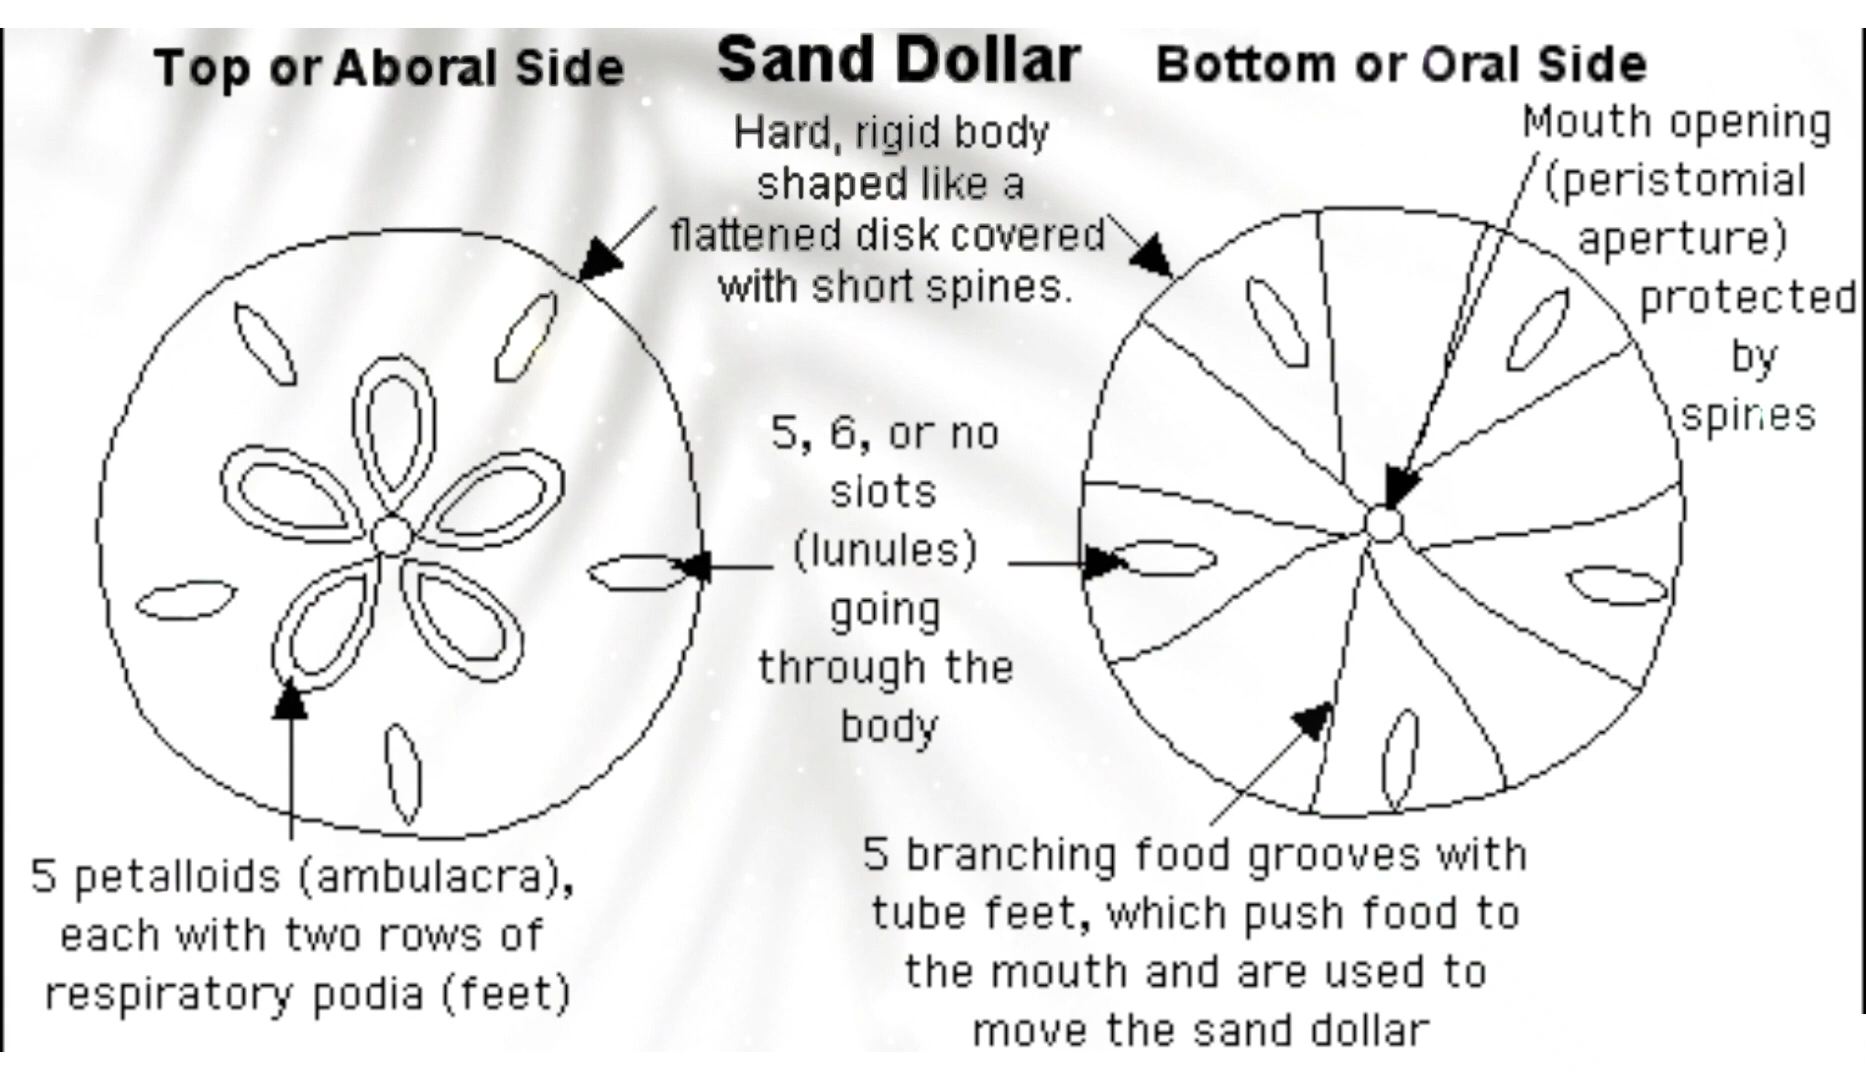 Top or Aboral Side
Sand Dollar
Bottom or Oral Side
Hard, rigid body
shaped like a
flattened disk covered
with short spines.
Mouth opening
(peristomial
aperture)
protected
by
spines
5, 6, or no
slots
(lunules)
going
through the
body
5 petalloids (ambulacra),
each with two rows of
respiratory podia (feet)
5 branching food grooves with
tube feet, which push food to
the mouth and are used to
move the sand dollar